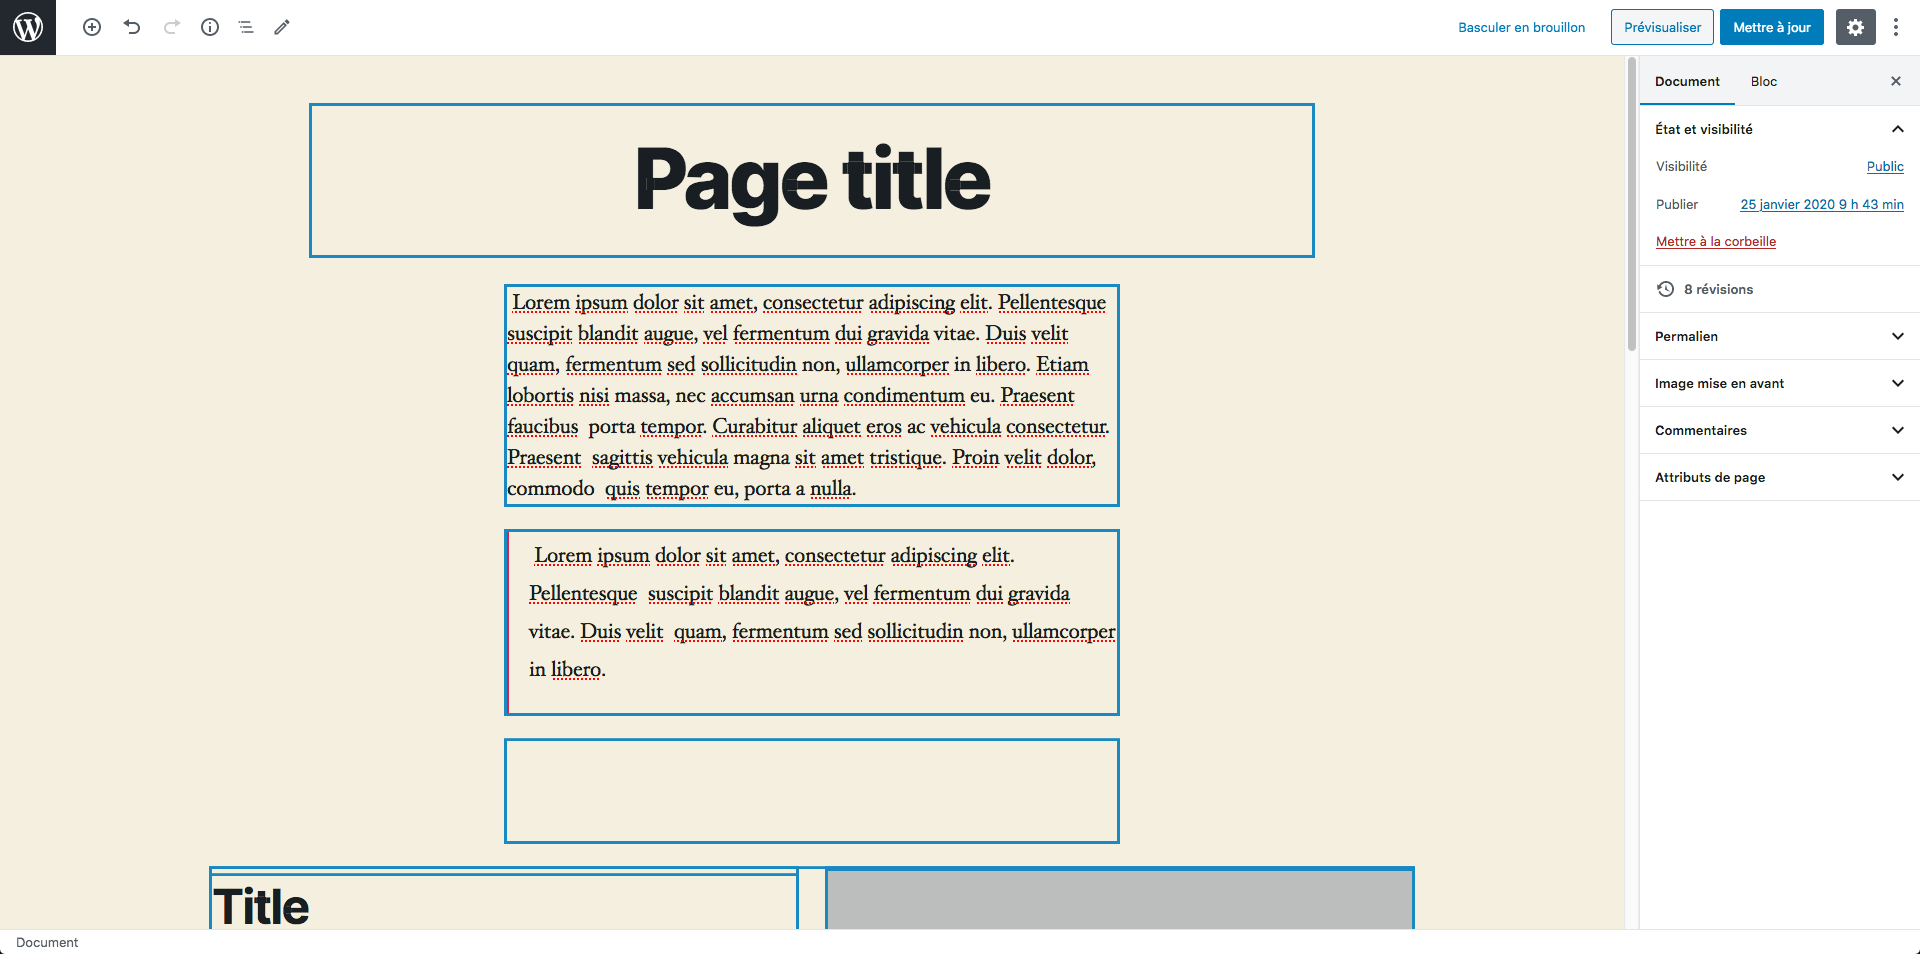 Basculer en brouillon
Prévisualiser
Mettre à jour
Page title
Lorem ipsum dolor sit amet, consectetur adipiscing elit. Pellentesque
suscipit blandit augue, vel fermentum dui gravida vitae. Duis velit
quam, fermentum sed sollicitudin non, ullamcorper in libero. Etiam
lobortis nisi massa, nec accumsan urna condimentum eu. Praesent
faucibus porta tempor. Curabitur aliquet eros ac vehicula consectetur.
Praesent sagittis vehicula magna sit amet tristique. Proin velit dolor,
commodo quis tempor eu, porta a nulla.
Lorem ipsum dolor sit amet, consectetur adipiscing elit.
Pellentesque suscipit blandit augue, vel fermentum dui gravida
vitae. Duis velit quam, fermentum sed sollicitudin non, ullamcorper
in libero.
Title
Document
Bloc
État et visibilité
Visibilité
Public
Publier
25 janvier 2020 9 h 43 min
Mettre à la corbeille
8 révisions
Permalien
Image mise en avant
Commentaires
Attributs de page
Document